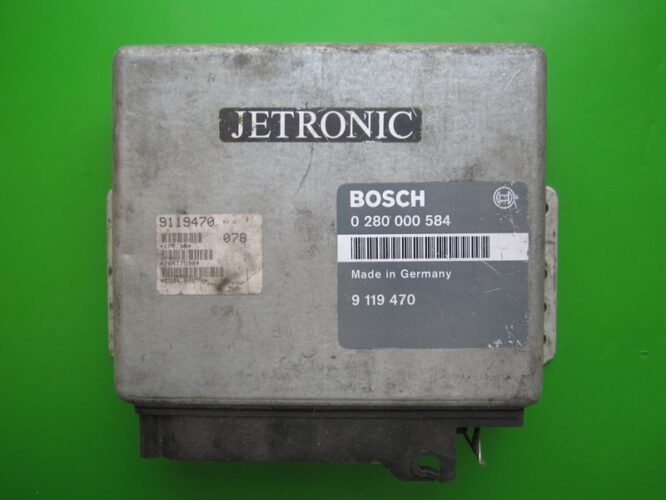 JETRONIC
BOSCH
0 280 000 584
Made in Germany
9 119 470
9119470
078